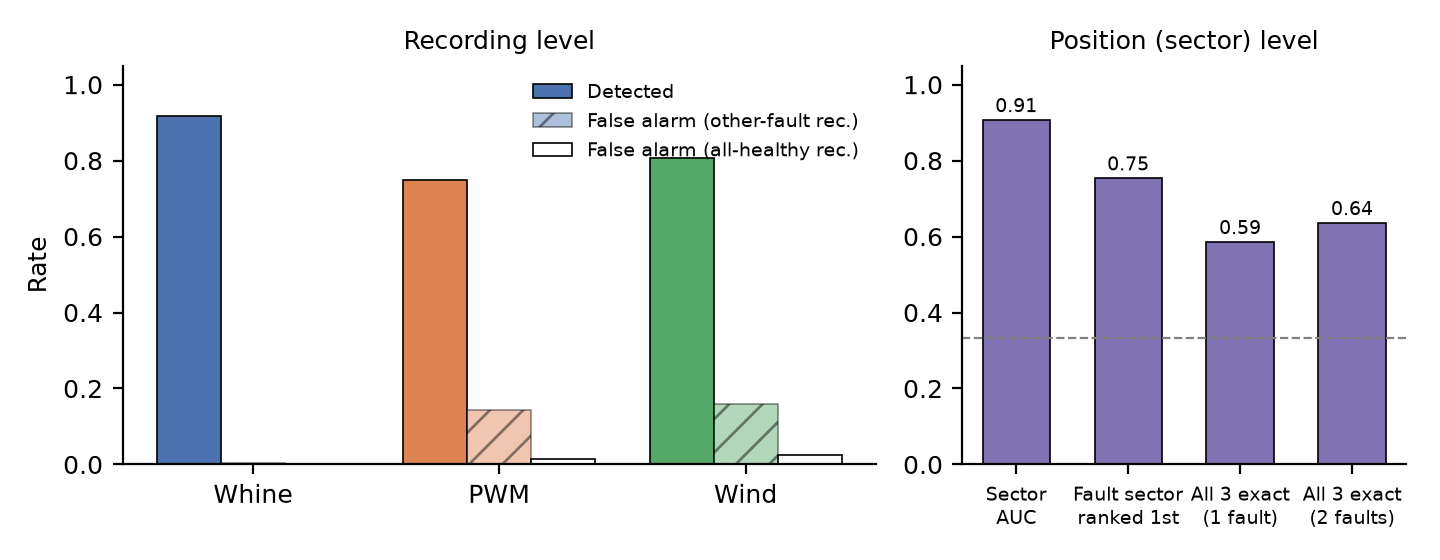 Recording level
Rate
1.0
0.8
0.6
0.4
0.2
0.0
Detected
False alarm (other-fault rec.)
False alarm (all-healthy rec.)
Whine
PWM
Wind
Position (sector) level
1.0
0.8
0.6
0.4
0.2
0.0
0.91
0.75
0.59
0.64
Sector
AUC
Fault sector
ranked 1st
All 3 exact
(1 fault)
All 3 exact
(2 faults)